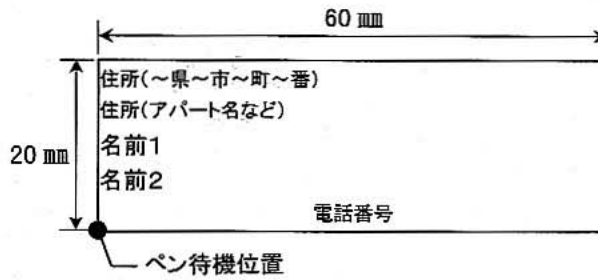 60 mm
住所(~県~市~町~番)
住所(アパート名など)
20 mm
名前1
名前2
電話番号
ペン待機位置